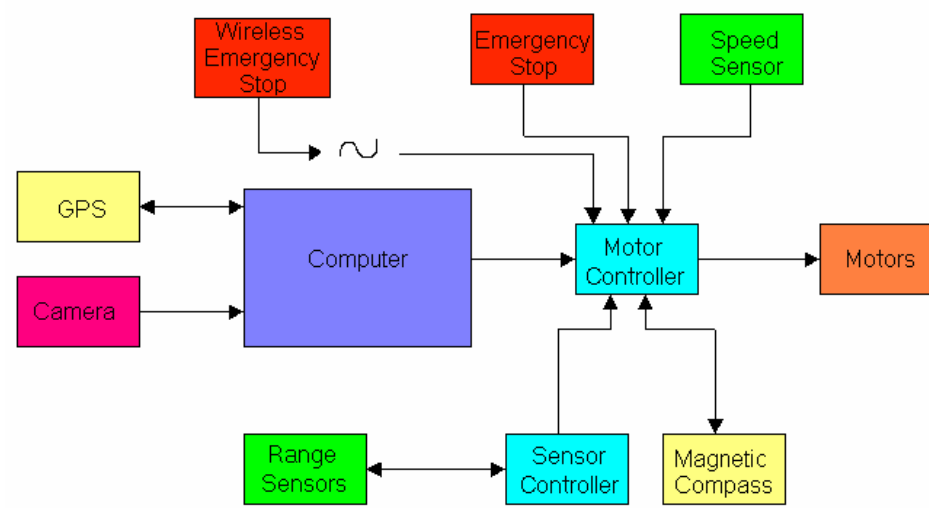 Wireless
Emergency
Stop
Emergency
Stop
Speed
Sensor
GPS
Computer
Motor
Controller
Motors
Camera
Range
Sensors
Sensor
Controller
Magnetic
Compass